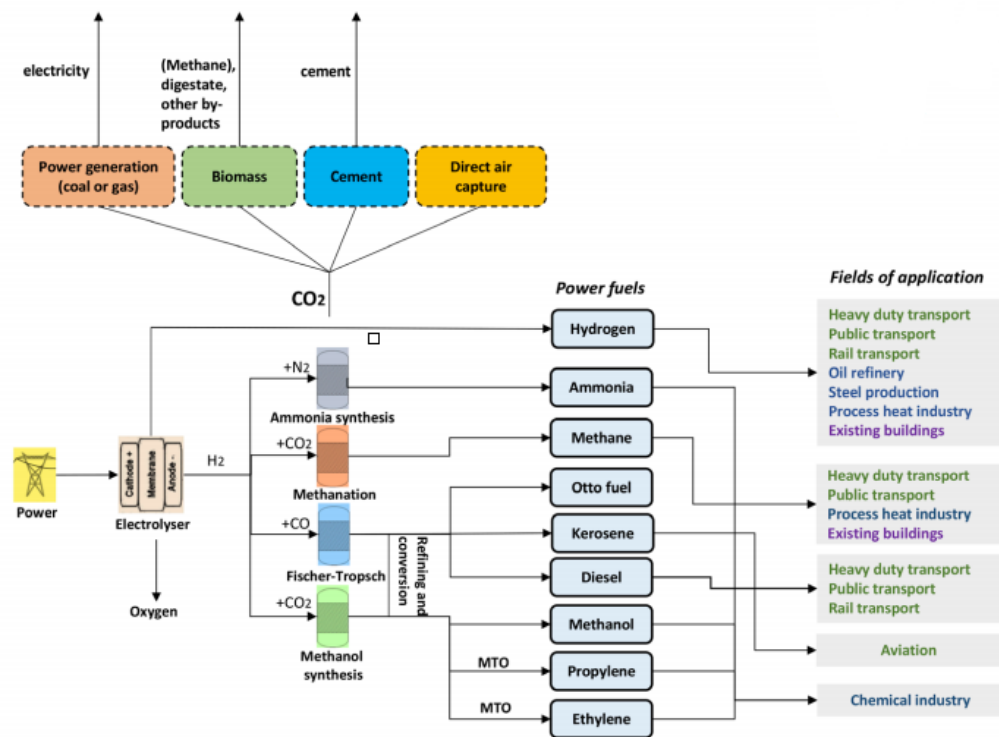 electricity
(Methane),
digestate,
other by-
products
cement
Power generation
(coal or gas)
Biomass
Cement
Direct air
capture
CO2
Power fuels
Fields of application
Hydrogen
Heavy duty transport
Public transport
Rail transport
Oil refinery
Steel production
Process heat industry
Existing buildings
+N2
Ammonia synthesis
Ammonia
+CO2
Methanation
Methane
Power
Cathode +
Membrane
Anode -
Electrolyser
H2
Oxygen
Otto fuel
Heavy duty transport
Public transport
Process heat industry
Existing buildings
+CO
Fischer-Tropsch
Refining and
conversion
Kerosene
Diesel
Heavy duty transport
Public transport
Rail transport
+CO2
Methanol
synthesis
Methanol
Aviation
MTO
Propylene
Chemical industry
MTO
Ethylene